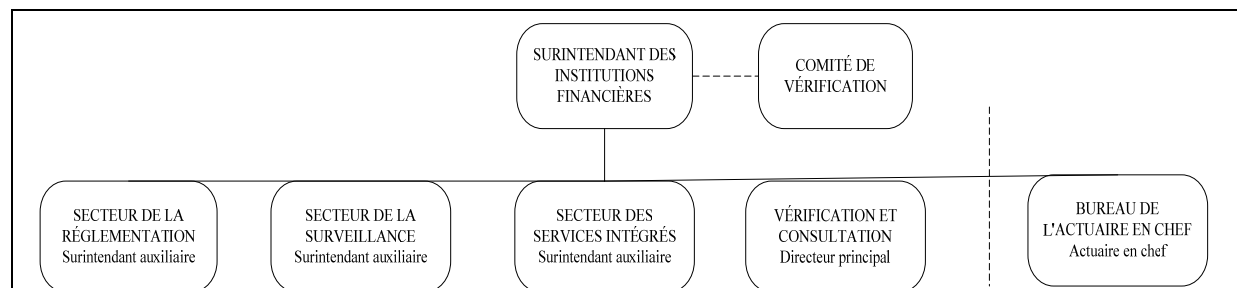 SURINTENDANT DES
INSTITUTIONS
FINANCIÈRES
COMITÉ DE
VÉRIFICATION
SECTEUR DE LA
RÉGLEMENTATION
Surintendant auxiliaire
SECTEUR DE LA
SURVEILLANCE
Surintendant auxiliaire
SECTEUR DES
SERVICES INTÉGRÉS
Surintendant auxiliaire
VÉRIFICATION ET
CONSULTATION
Directeur principal
BUREAU DE
L'ACTUAIRE EN CHEF
Actuaire en chef